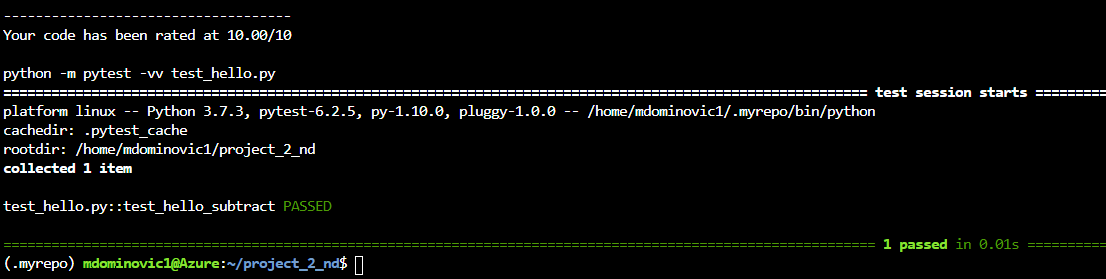 ------------------------------------
Your code has been rated at 10.00/10
python -m pytest -vv test_hello.py
============================================================================================================ test session starts =========
platform linux -- Python 3.7.3, pytest-6.2.5, py-1.10.0, pluggy-1.0.0 -- /home/mdominovic1/.myrepo/bin/python
cachedir: .pytest_cache
rootdir: /home/mdominovic1/project_2_nd
collected 1 item
test_hello.py::test_hello_subtract PASSED
============================================================================================================= 1 passed in 0.01s ==========
(.myrepo) mdominovic1@Azure:~/project_2_nd$